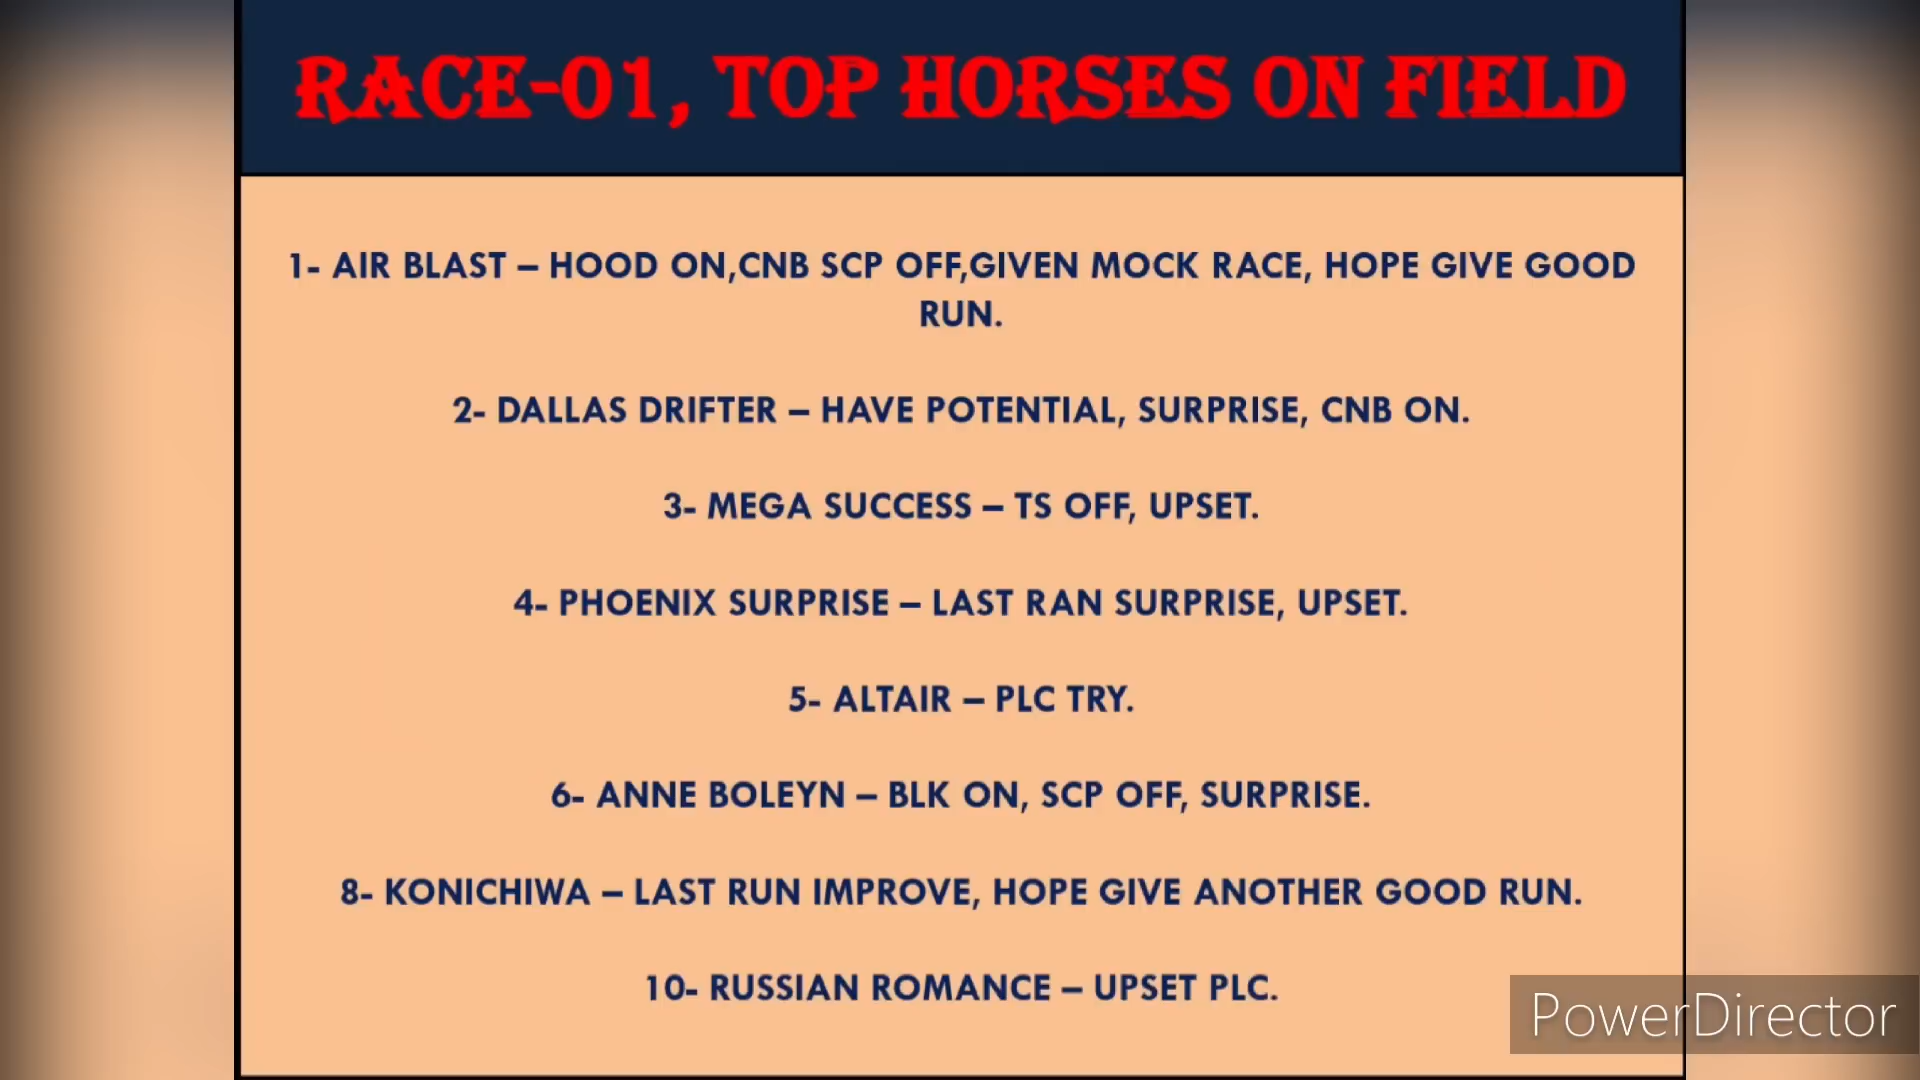 RACE-01, TOP HORSES ON FIELD
1- AIR BLAST – HOOD ON,CNB SCP OFF,GIVEN MOCK RACE, HOPE GIVE GOOD
RUN.
2- DALLAS DRIFTER – HAVE POTENTIAL, SURPRISE, CNB ON.
3- MEGA SUCCESS – TS OFF, UPSET.
4- PHOENIX SURPRISE – LAST RAN SURPRISE, UPSET.
5- ALTAIR – PLC TRY.
6- ANNE BOLEYN – BLK ON, SCP OFF, SURPRISE.
8- KONICHIWA – LAST RUN IMPROVE, HOPE GIVE ANOTHER GOOD RUN.
10- RUSSIAN ROMANCE – UPSET PLC.
PowerDirector